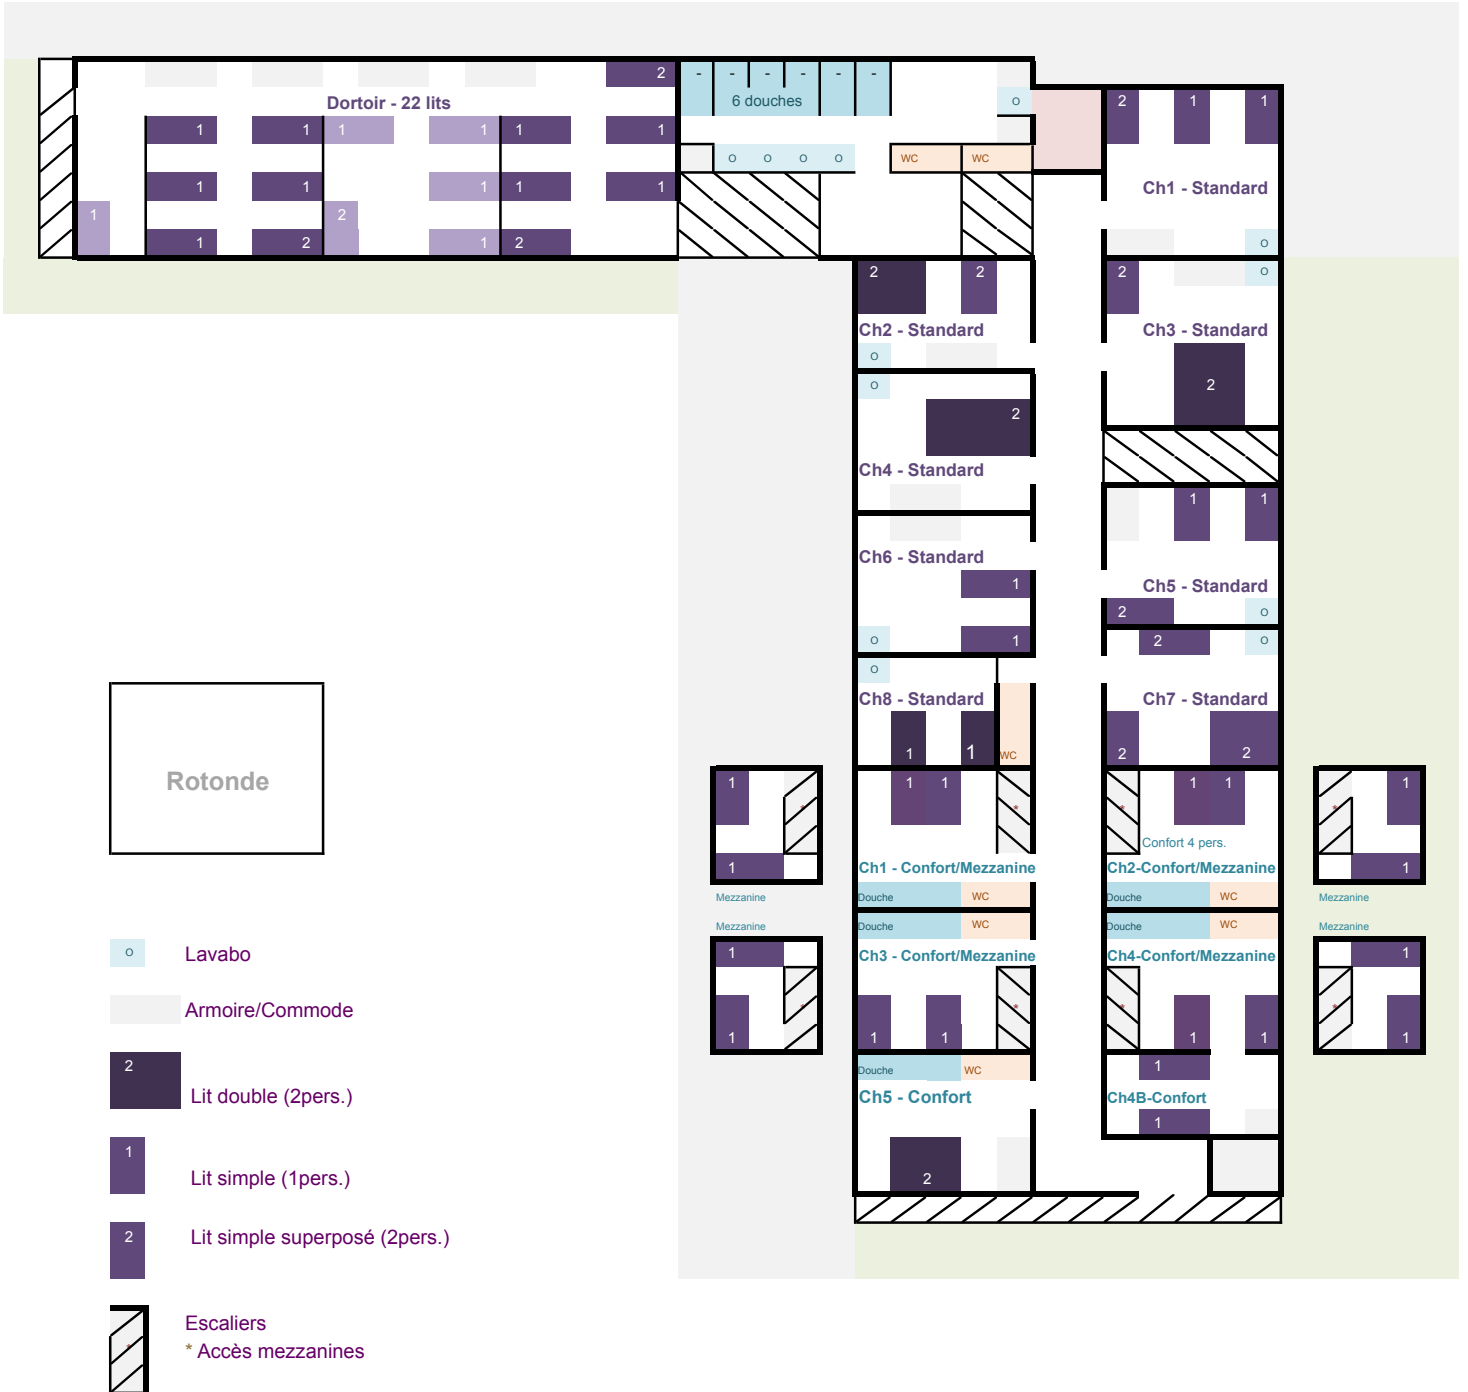 2 - - - - - -
Dortoir - 22 lits 6 douches O 2 1 1
1 1 1 1 1 1
O O O O WC WC
1 1 1 1 1 Ch1 - Standard
1 2
1 2 1 2 O
2 2 2 O
Ch2 - Standard Ch3 - Standard
O
O 2
2
Ch4 - Standard
1 1
Ch6 - Standard
1 Ch5 - Standard
2 O
O 1 2 O
O
Ch8 - Standard Ch7 - Standard
1 1 WC 2 2
Rotonde
1 * 1 1 * * 1 1 * 1
Confort 4 pers.
1 Ch1 - Confort/Mezzanine Ch2-Confort/Mezzanine 1
Mezzanine Douche WC Douche WC Mezzanine
Mezzanine Douche WC Douche WC Mezzanine
1 Ch3 - Confort/Mezzanine Ch4-Confort/Mezzanine 1
* * * *
1 1 1 1 1 1
Douche WC 1
Ch5 - Confort Ch4B-Confort
1
2
O Lavabo
Armoire/Commode
2
Lit double (2pers.)
1
Lit simple (1pers.)
2 Lit simple superposé (2pers.)
Escaliers
* * Accès mezzanines